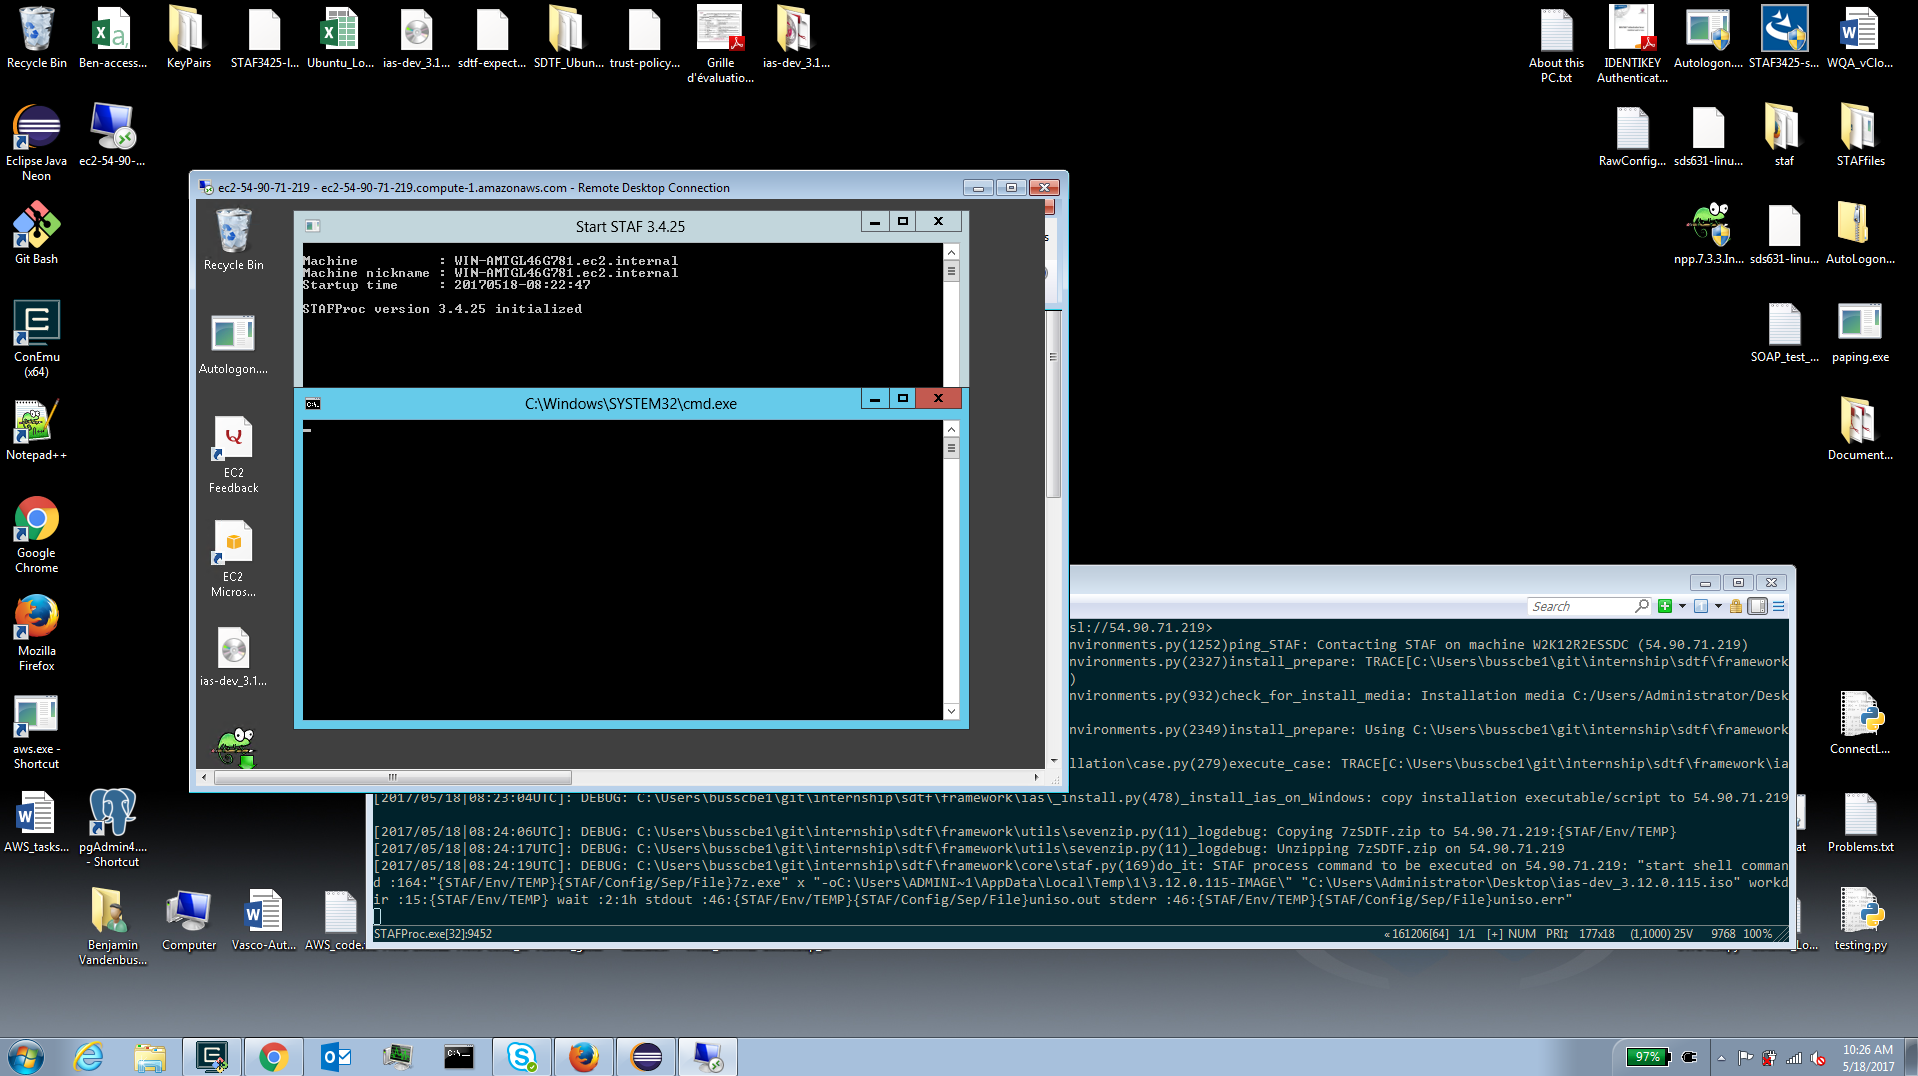 Recycle Bin
Ben-access...
KeyPairs
STAF3425-l...
Ubuntu_Lo...
ias-dev_3.1...
sdtf-expect...
SDTF_Ubun...
trust-policy...
Grille
d'évaluatio...
ias-dev_3.1...
About this
PC.txt
IDENTIKEY
Authenticat...
Autologon....
STAF3425-s...
WQA_vClo...
Eclipse Java
Neon
ec2-54-90-...
RawConfig...
sds631-linu...
staf
STAFfiles
Git Bash
npp.7.3.3.In...
sds631-linu...
AutoLogon...
ConEmu
(x64)
SOAP_test_...
paping.exe
Notepad++
Document...
Google
Chrome
Mozilla
Firefox
aws.exe -
Shortcut
ConnectL...
AWS_tasks...
pgAdmin4....
- Shortcut
Problems.txt
Benjamin
Vandenbus...
Computer
Vasco-Aut...
AWS_code...
testing.py
ec2-54-90-71-219 - ec2-54-90-71-219.compute-1.amazonaws.com - Remote Desktop Connection
Recycle Bin
Autologon....
EC2
Feedback
EC2
Micros...
ias-dev_3.1...
Start STAF 3.4.25
Machine : WIN-AMTGL46G781.ec2.internal
Machine nickname : WIN-AMTGL46G781.ec2.internal
Startup time : 20170518-08:22:47
STAFProc version 3.4.25 initialized
C:\Windows\SYSTEM32\cmd.exe
Search
sl://54.90.71.219>
nvironments.py(1252)ping_STAF: Contacting STAF on machine W2K12R2ESSDC (54.90.71.219)
nvironments.py(2327)install_prepare: TRACE[C:\Users\busscbe1\git\internship\sdtf\framework
)
nvironments.py(932)check_for_install_media: Installation media C:/Users/Administrator/Desk
nvironments.py(2349)install_prepare: Using C:\Users\busscbe1\git\internship\sdtf\framework
llation\case.py(279)execute_case: TRACE[C:\Users\busscbe1\git\internship\sdtf\framework\ia
[2017/05/18|08:23:04UTC]: DEBUG: C:\Users\busscbe1\git\internship\sdtf\framework\ias\_install.py(478)_install_ias_on_Windows: copy installation executable/script to 54.90.71.219
[2017/05/18|08:24:06UTC]: DEBUG: C:\Users\busscbe1\git\internship\sdtf\framework\utils\sevenzip.py(11)_logdebug: Copying 7zSDTF.zip to 54.90.71.219:{STAF/Env/TEMP}
[2017/05/18|08:24:17UTC]: DEBUG: C:\Users\busscbe1\git\internship\sdtf\framework\utils\sevenzip.py(11)_logdebug: Unzipping 7zSDTF.zip on 54.90.71.219
[2017/05/18|08:24:19UTC]: DEBUG: C:\Users\busscbe1\git\internship\sdtf\framework\core\staf.py(169)do_it: STAF process command to be executed on 54.90.71.219: "start shell comman
d :164:"{STAF/Env/TEMP}{STAF/Config/Sep/File}7z.exe" x "-oC:\Users\ADMINI~1\AppData\Local\Temp\1\3.12.0.115-IMAGE\" "C:\Users\Administrator\Desktop\ias-dev_3.12.0.115.iso" workd
ir :15:{STAF/Env/TEMP} wait :2:1h stdout :46:{STAF/Env/TEMP}{STAF/Config/Sep/File}uniso.out stderr :46:{STAF/Env/TEMP}{STAF/Config/Sep/File}uniso.err"
STAFProc.exe[32]:9452
«161206[64] 1/1 [+] NUM PRI↕ 177x18 (1,1000) 25V 9768 100%
97%
10:26 AM
5/18/2017